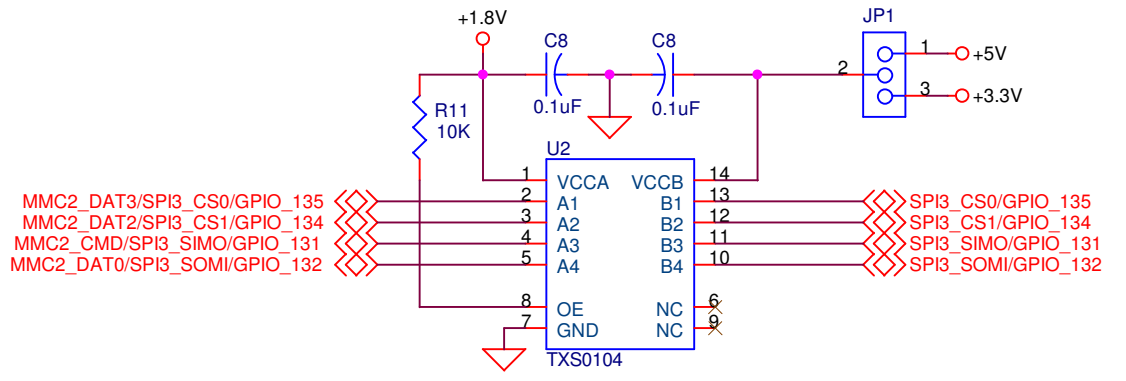 JP1
+1.8V
C8 C8
1 +5V
2
0.1uF 0.1uF
3 +3.3V
R11
10K
U2
1 VCCA VCCB 14
MMC2_DAT3/SPI3_CS0/GPIO_135 2 A1 B1 13 SPI3_CS0/GPIO_135
MMC2_DAT2/SPI3_CS1/GPIO_134 3 A2 B2 12 SPI3_CS1/GPIO_134
MMC2_CMD/SPI3_SIMO/GPIO_131 4 A3 B3 11 SPI3_SIMO/GPIO_131
MMC2_DAT0/SPI3_SOMI/GPIO_132 5 A4 B4 10 SPI3_SOMI/GPIO_132
8 OE NC 6
7 GND NC 9
TXS0104